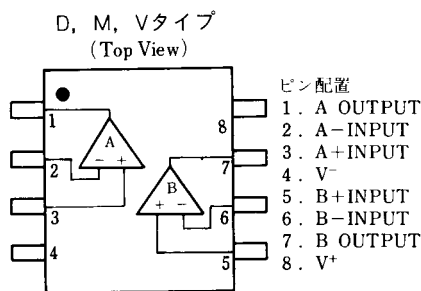 D, M, Vタイプ
(Top View)
ピン配置
1. A OUTPUT
2. A−INPUT
3. A+INPUT
4. V⁻
5. B+INPUT
6. B−INPUT
7. B OUTPUT
8. V⁺
1
2
3
4
8
7
6
5
A
− +
B
+ −